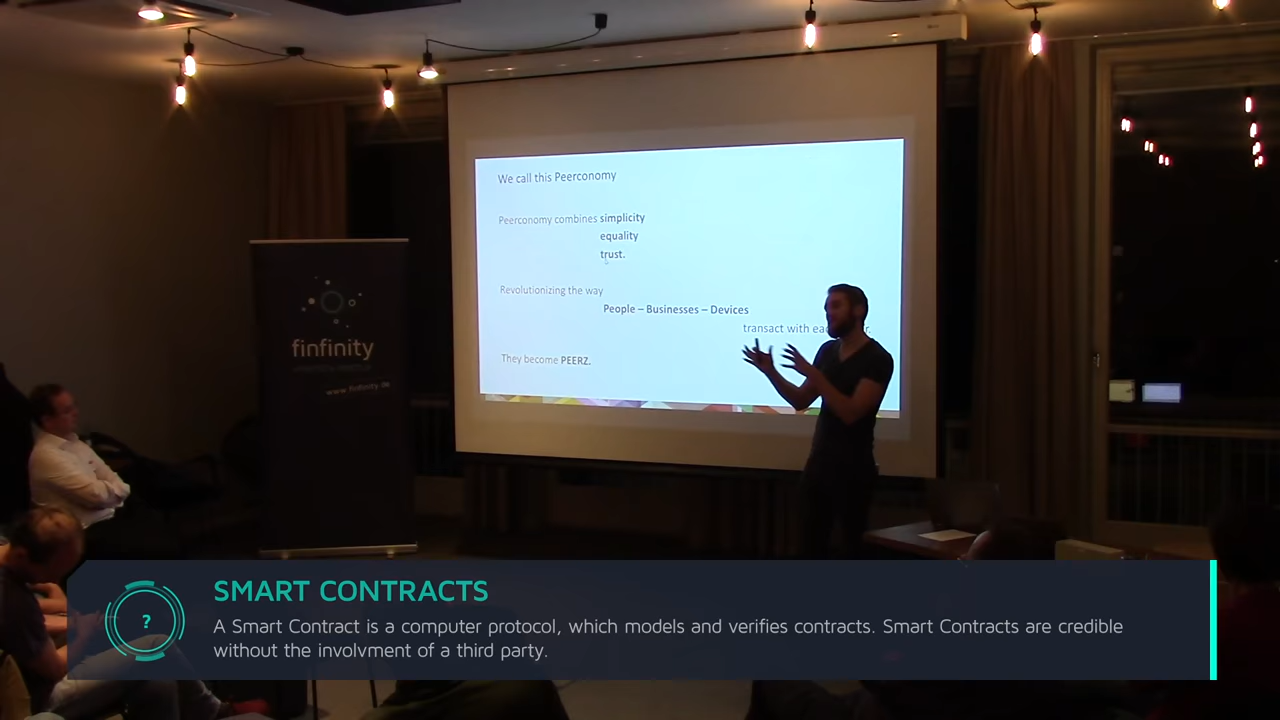 We call this Peerconomy
Peerconomy combines simplicity
equality
trust.
Revolutionizing the way
People – Businesses – Devices
transact with
They become PEERZ.
finfinity
www.finfinity.de
?
SMART CONTRACTS
A Smart Contract is a computer protocol, which models and verifies contracts. Smart Contracts are credible
without the involvment of a third party.